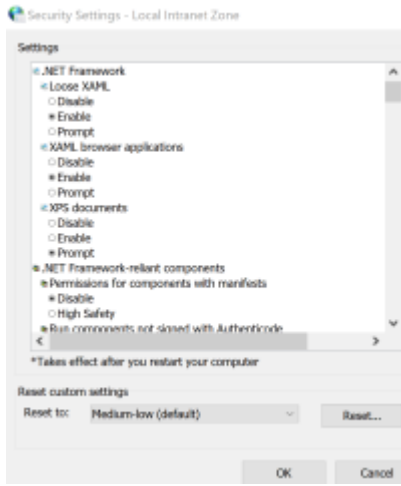 Security Settings - Local Intranet Zone
Settings
.NET Framework
Loose XAML
Disable
Enable
Prompt
XAML browser applications
Disable
Enable
Prompt
XPS documents
Disable
Enable
Prompt
.NET Framework-reliant components
Permissions for components with manifests
Disable
High Safety
Run components not signed with Authenticode
*Takes effect after you restart your computer
Reset custom settings
Reset to:
Medium-low (default)
Reset...
OK
Cancel